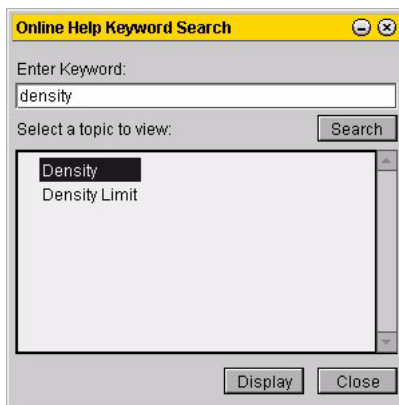 Online Help Keyword Search
Enter Keyword:
density
Select a topic to view:
Search
Density
Density Limit
Display
Close